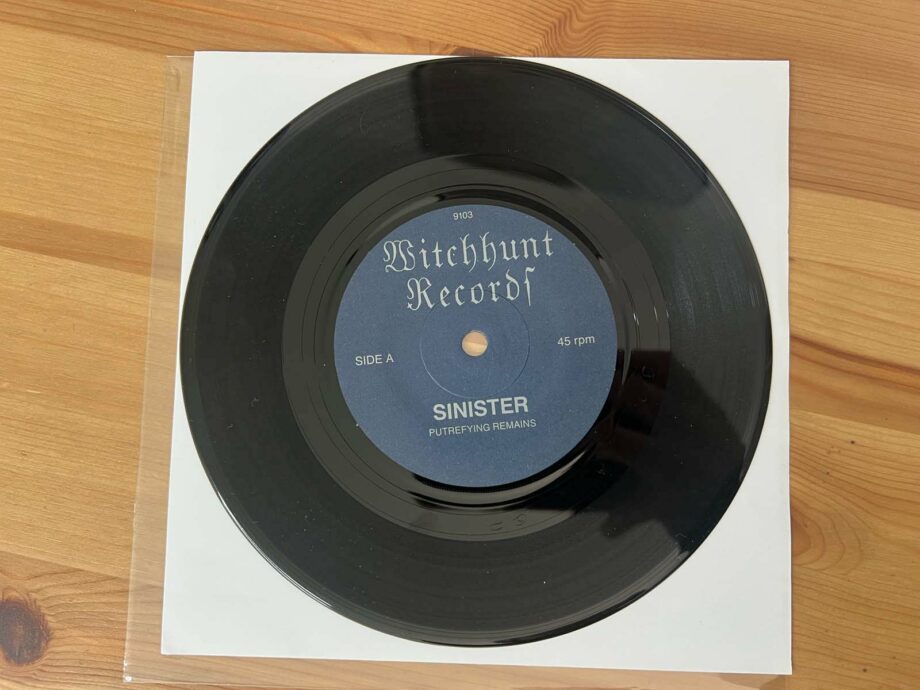 9103
Witchhunt
Records
SIDE A
45 rpm
SINISTER
PUTREFYING REMAINS